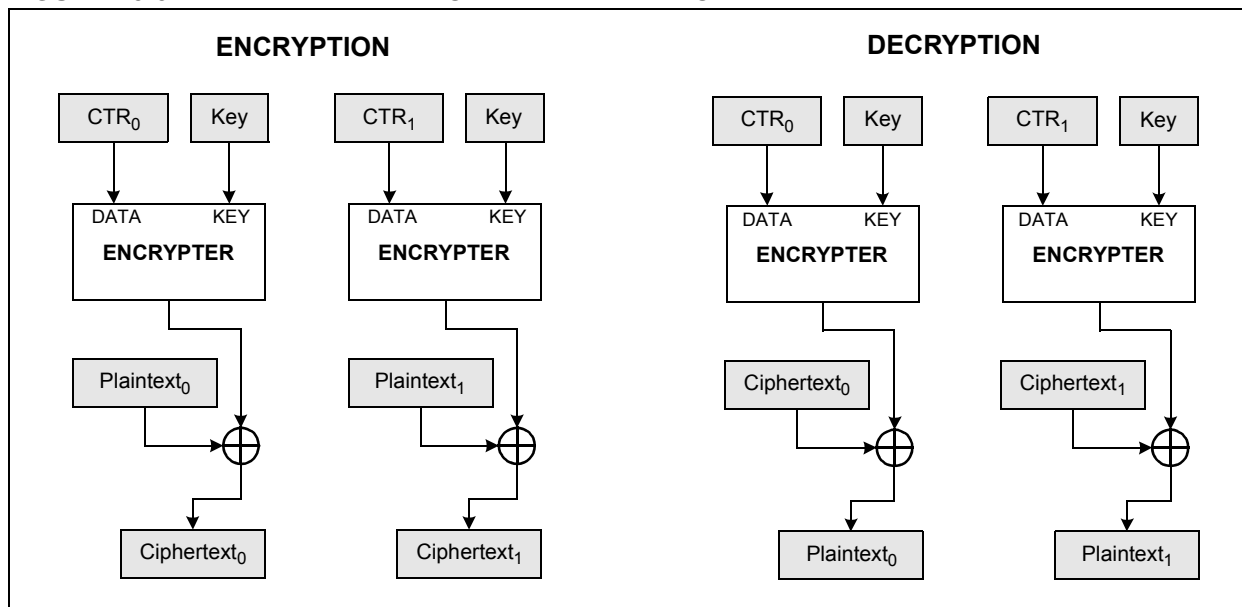 ENCRYPTION
DECRYPTION
CTR₀ Key CTR₁ Key
CTR₀ Key CTR₁ Key
DATA KEY DATA KEY
DATA KEY DATA KEY
ENCRYPTER ENCRYPTER
ENCRYPTER ENCRYPTER
Plaintext₀ Plaintext₁
Ciphertext₀ Ciphertext₁
Ciphertext₀ Ciphertext₁
Plaintext₀ Plaintext₁